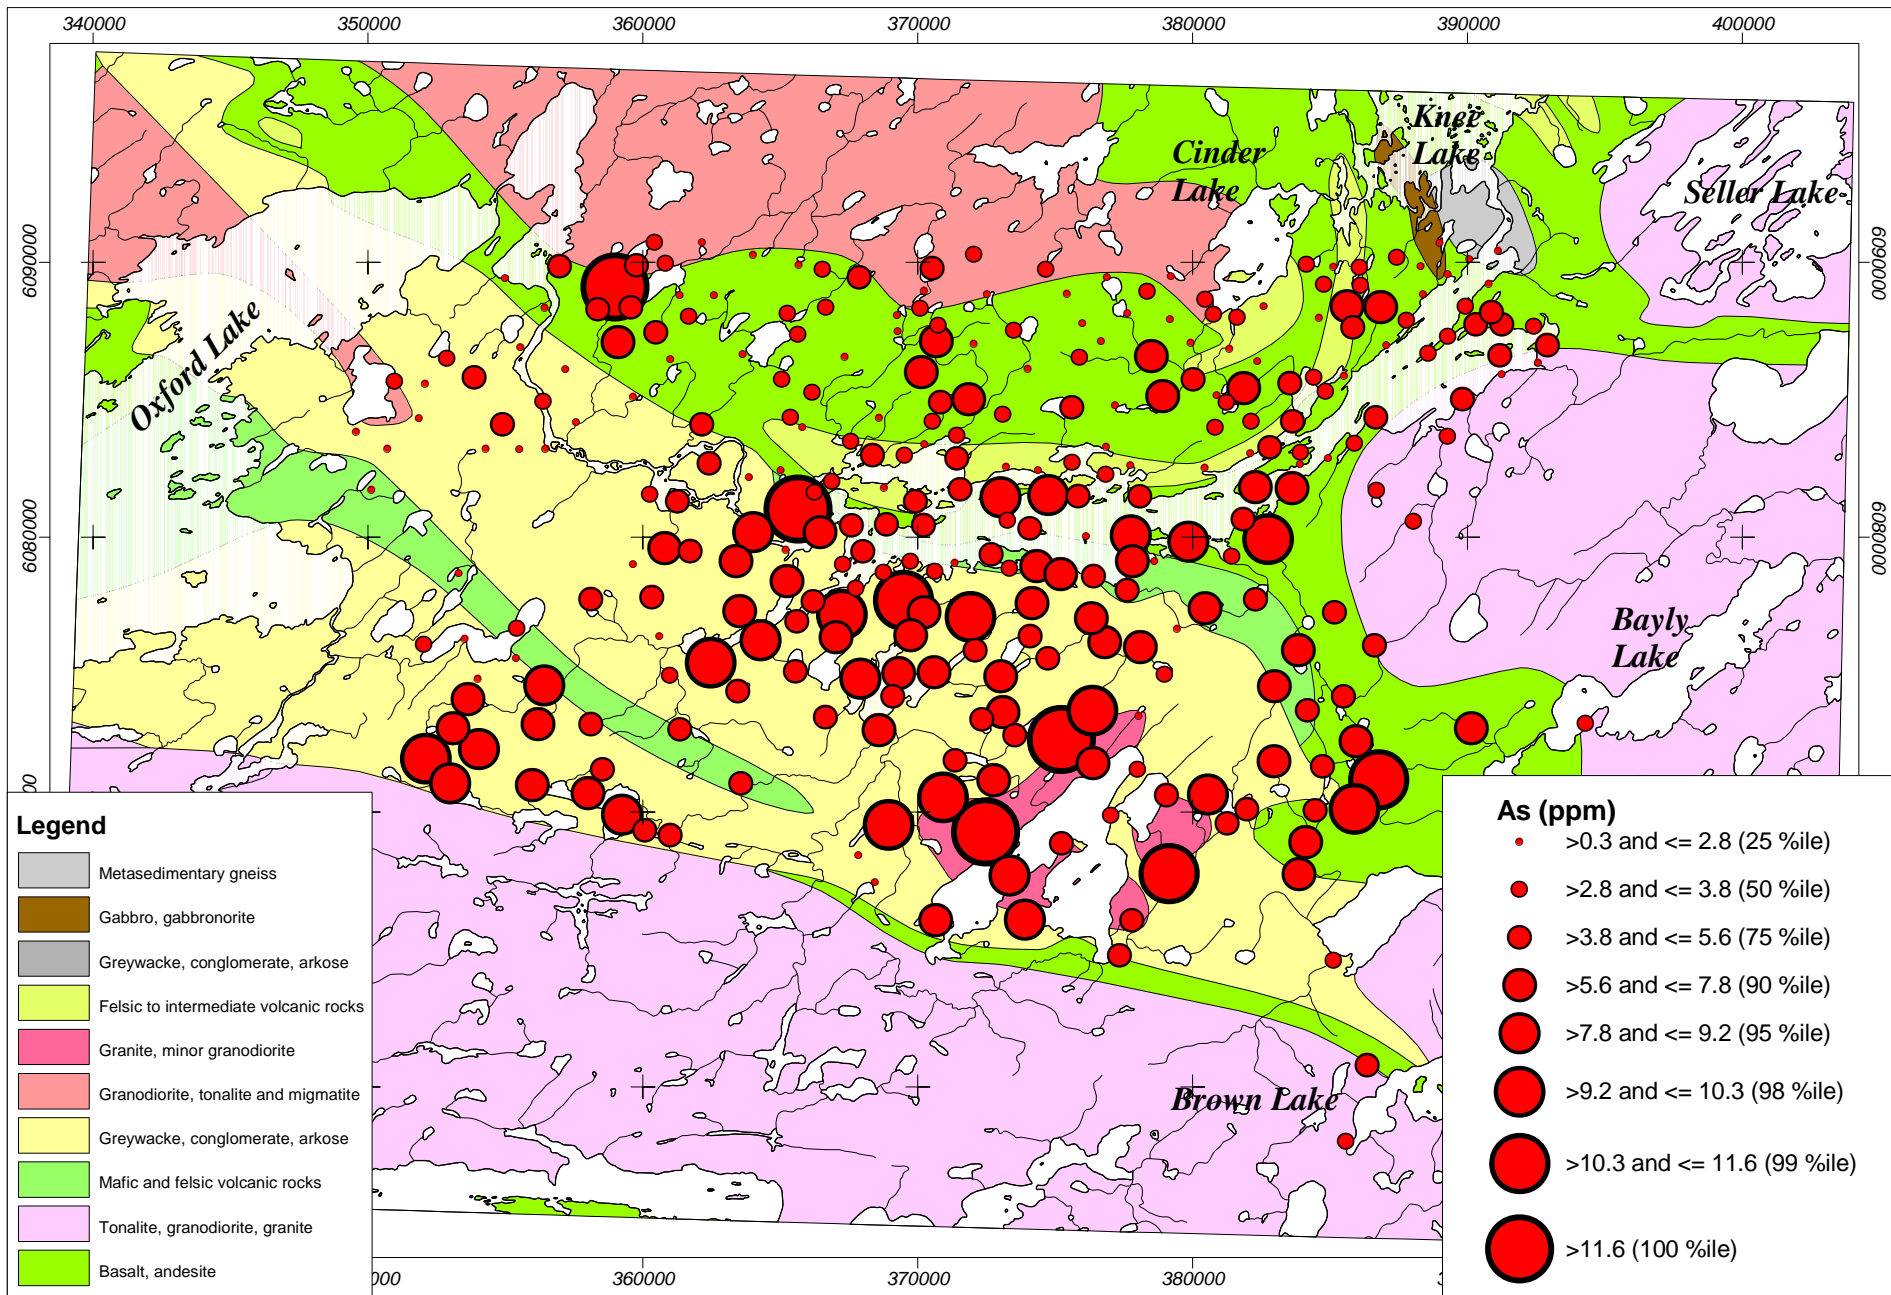 340000
350000
360000
370000
380000
390000
400000
Knee
Lake
Cinder
Lake
Seller Lake
6090000
6090000
Oxford Lake
6080000
6080000
Bayly
Lake
Brown Lake
00
Legend
Metasedimentary gneiss
Gabbro, gabbronorite
Greywacke, conglomerate, arkose
Felsic to intermediate volcanic rocks
Granite, minor granodiorite
Granodiorite, tonalite and migmatite
Greywacke, conglomerate, arkose
Mafic and felsic volcanic rocks
Tonalite, granodiorite, granite
Basalt, andesite
As (ppm)
>0.3 and <= 2.8 (25 %ile)
>2.8 and <= 3.8 (50 %ile)
>3.8 and <= 5.6 (75 %ile)
>5.6 and <= 7.8 (90 %ile)
>7.8 and <= 9.2 (95 %ile)
>9.2 and <= 10.3 (98 %ile)
>10.3 and <= 11.6 (99 %ile)
>11.6 (100 %ile)
000
360000
370000
380000